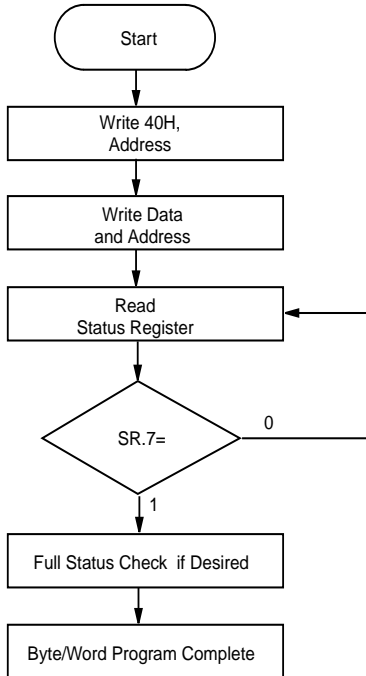 Start
Write 40H,
Address
Write Data
and Address
Read
Status Register
SR.7=
0
1
Full Status Check if Desired
Byte/Word Program Complete